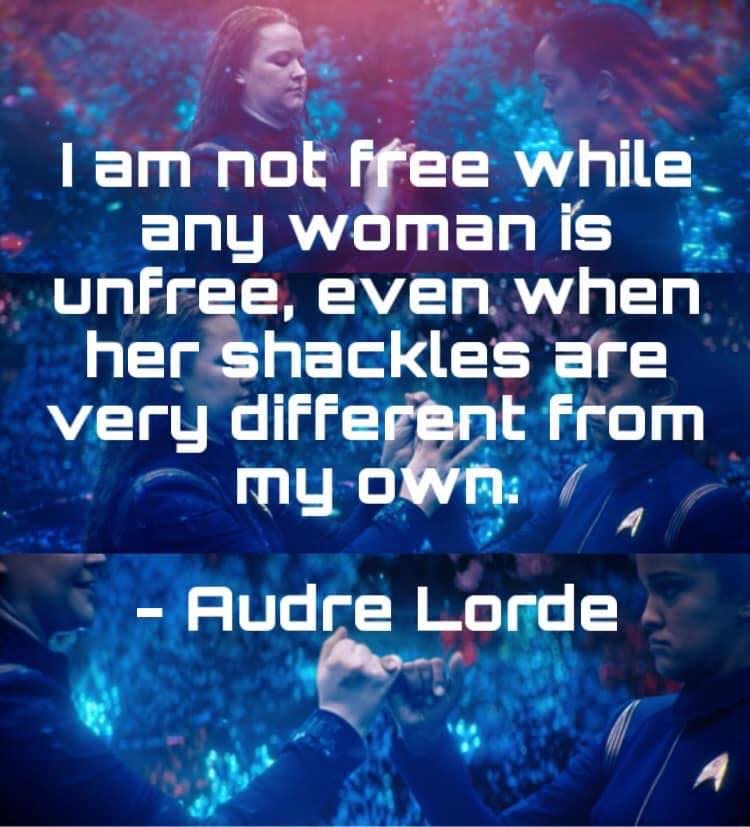 I am not free while
any woman is
unfree, even when
her shackles are
very different from
my own.
- Audre Lorde